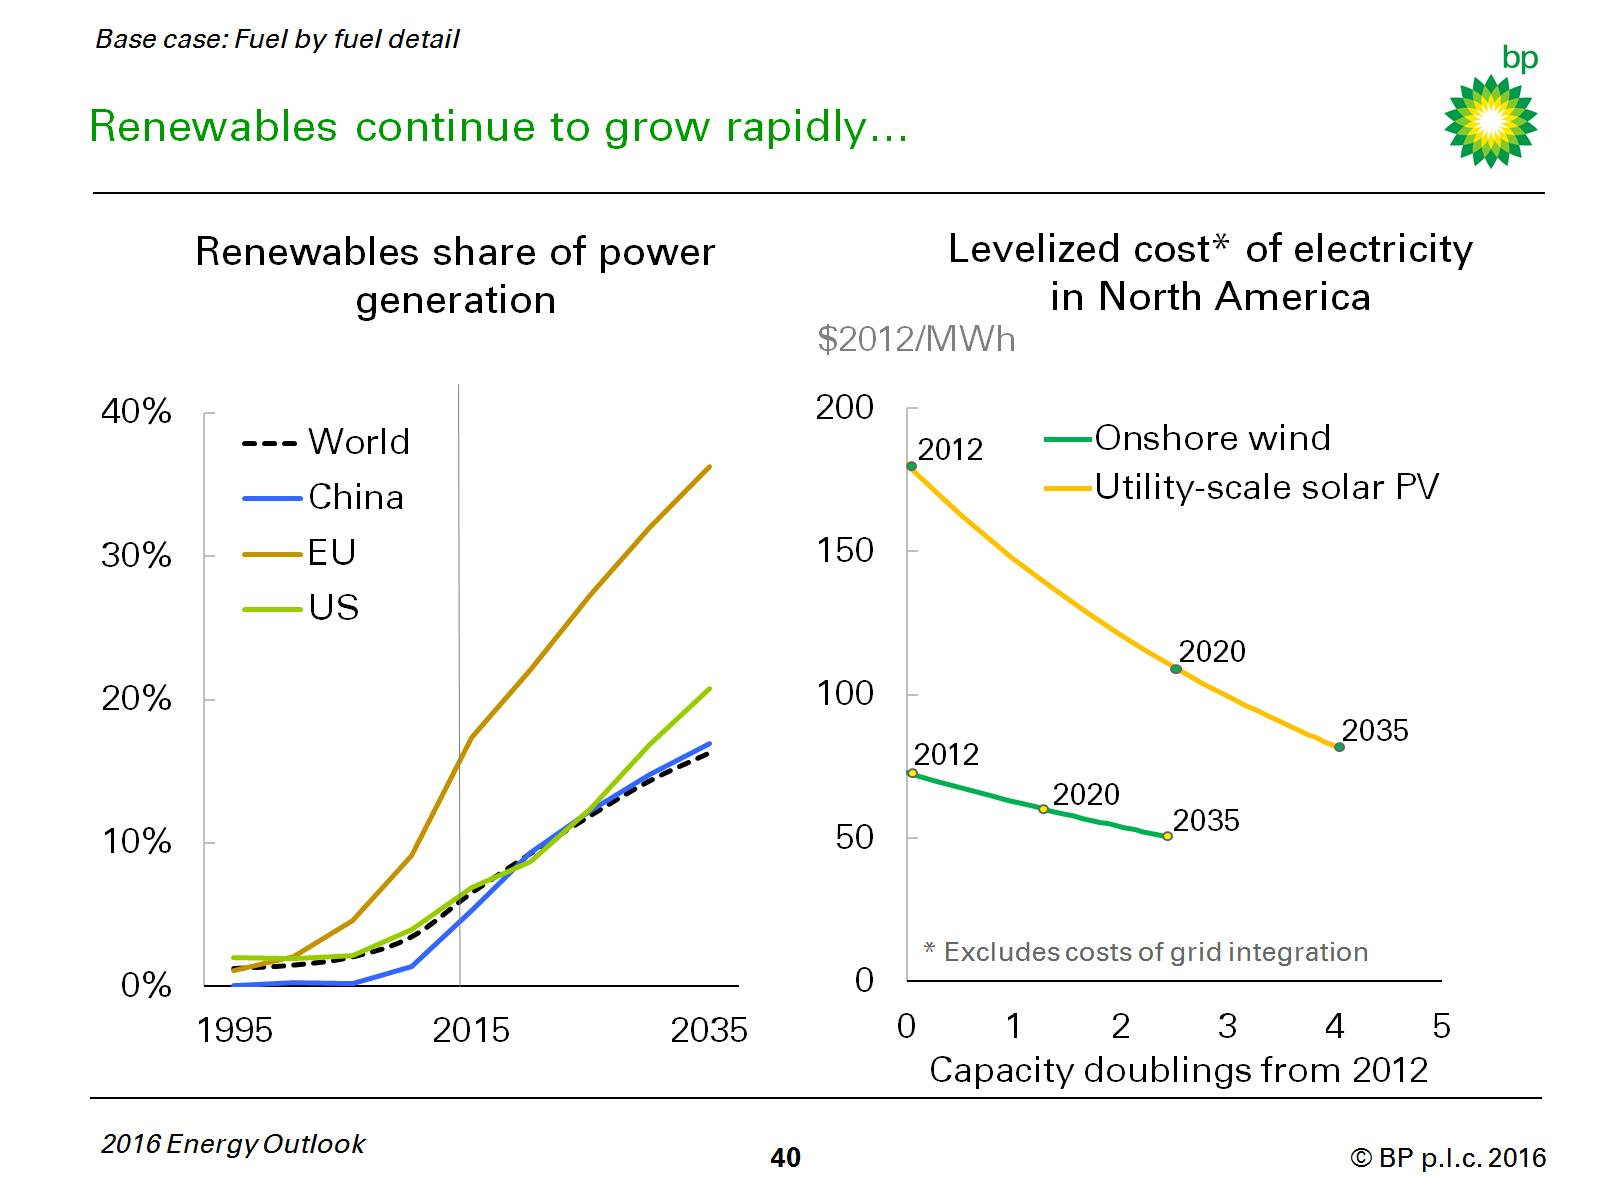 Base case: Fuel by fuel detail
bp
Renewables continue to grow rapidly…
Renewables share of power
generation
40%
30%
20%
10%
0%
World
China
EU
US
1995
2015
2035
Levelized cost* of electricity
in North America
$2012/MWh
200
150
100
50
0
Onshore wind
Utility-scale solar PV
2012
2020
2035
2012
2020
2035
* Excludes costs of grid integration
0
1
2
3
4
5
Capacity doublings from 2012
2016 Energy Outlook
40
© BP p.l.c. 2016